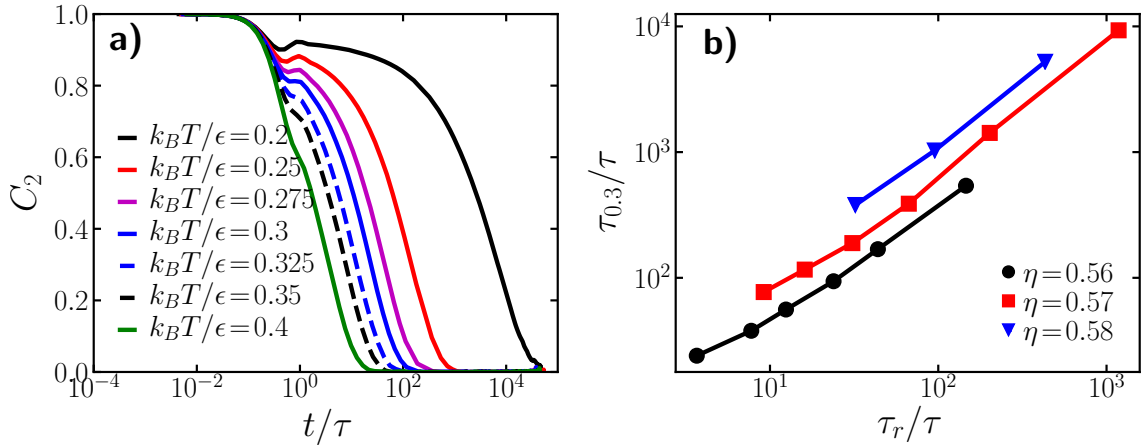 a)
C_2
1.0
0.8
0.6
0.4
0.2
0.0
k_BT/ϵ=0.2
k_BT/ϵ=0.25
k_BT/ϵ=0.275
k_BT/ϵ=0.3
k_BT/ϵ=0.325
k_BT/ϵ=0.35
k_BT/ϵ=0.4
10^{-4}
10^{-2}
10^0
10^2
10^4
t/τ
b)
τ_{0.3}/τ
10^4
10^3
10^2
η=0.56
η=0.57
η=0.58
10^1
10^2
10^3
τ_r/τ